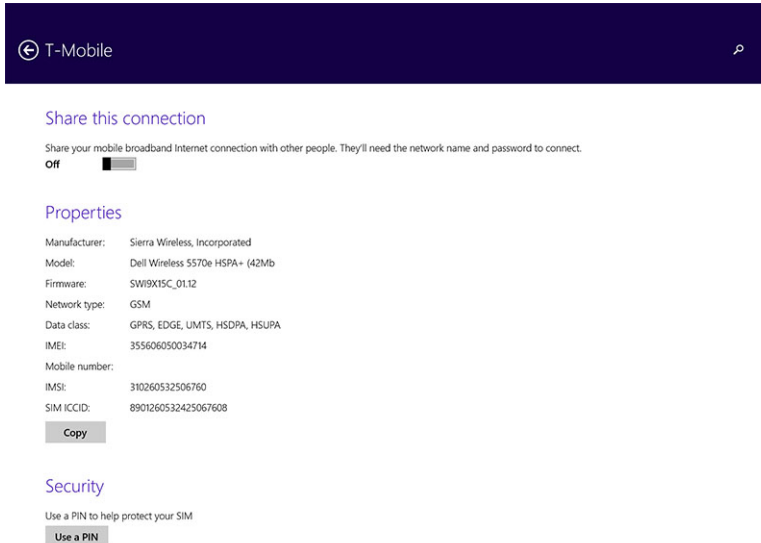 T-Mobile
Share this connection
Share your mobile broadband Internet connection with other people. They'll need the network name and password to connect.
Off
Properties
Manufacturer: Sierra Wireless, Incorporated
Model: Dell Wireless 5570e HSPA+ (42Mb
Firmware: SWI9X15C_01.12
Network type: GSM
Data class: GPRS, EDGE, UMTS, HSDPA, HSUPA
IMEI: 355606050034714
Mobile number:
IMSI: 310260532506760
SIM ICCID: 8901260532425067608
Copy
Security
Use a PIN to help protect your SIM
Use a PIN